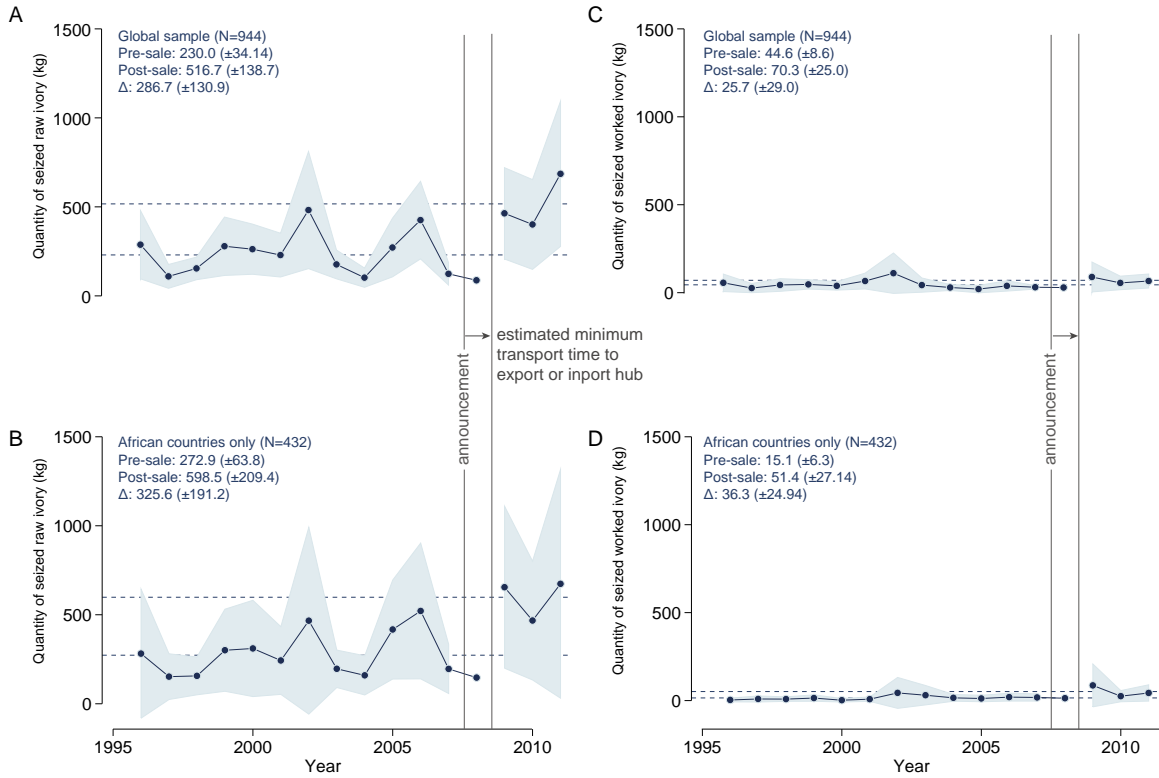 A
Quantity of seized raw ivory (kg)
1500
1000
500
0
Global sample (N=944)
Pre-sale: 230.0 (±34.14)
Post-sale: 516.7 (±138.7)
Δ: 286.7 (±130.9)
C
Quantity of seized worked ivory (kg)
1500
1000
500
0
Global sample (N=944)
Pre-sale: 44.6 (±8.6)
Post-sale: 70.3 (±25.0)
Δ: 25.7 (±29.0)
announcement
estimated minimum
transport time to
export or inport hub
announcement
B
Quantity of seized raw ivory (kg)
1500
1000
500
0
African countries only (N=432)
Pre-sale: 272.9 (±63.8)
Post-sale: 598.5 (±209.4)
Δ: 325.6 (±191.2)
1995 2000 2005 2010
Year
D
Quantity of seized worked ivory (kg)
1500
1000
500
0
African countries only (N=432)
Pre-sale: 15.1 (±6.3)
Post-sale: 51.4 (±27.14)
Δ: 36.3 (±24.94)
1995 2000 2005 2010
Year